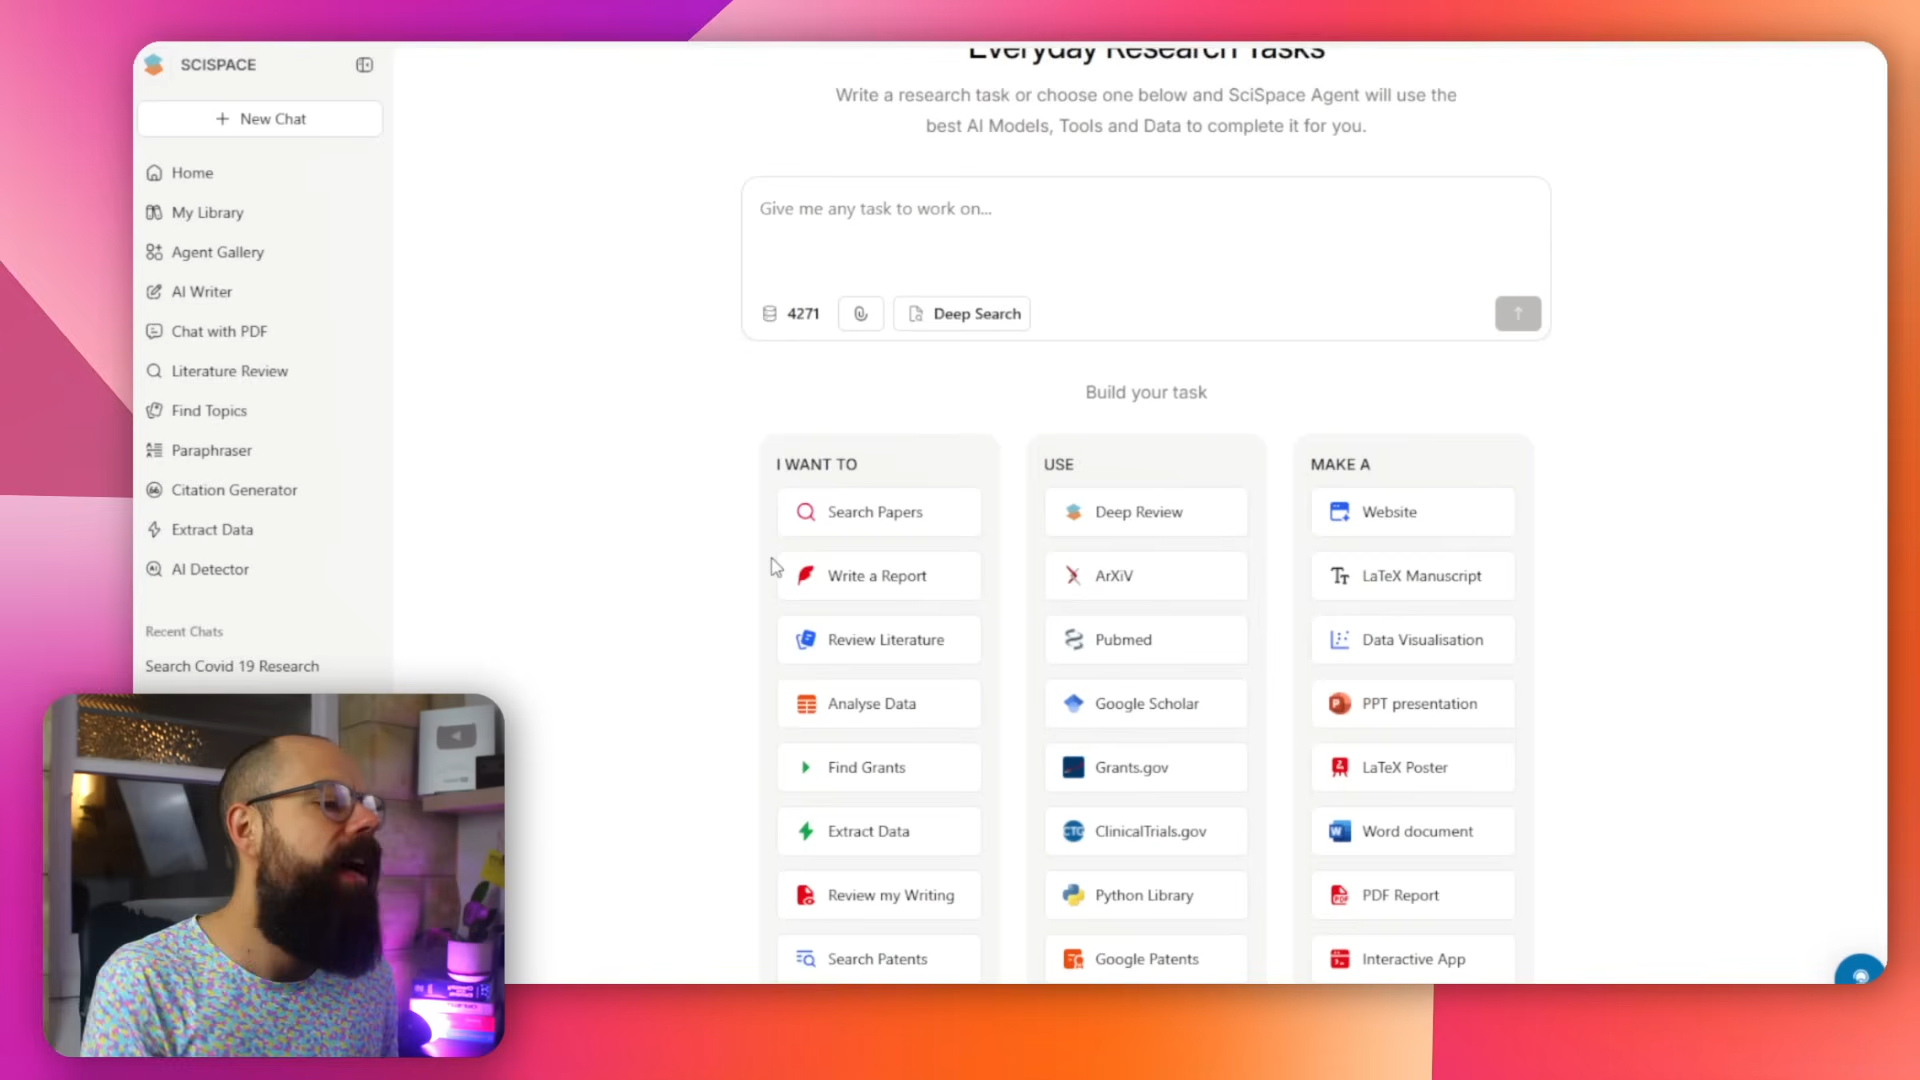 SCISPACE
New Chat
Home
My Library
Agent Gallery
AI Writer
Chat with PDF
Literature Review
Find Topics
Paraphraser
Citation Generator
Extract Data
AI Detector
Recent Chats
Search Covid 19 Research
Everyday Research Tasks
Write a research task or choose one below and SciSpace Agent will use the
best AI Models, Tools and Data to complete it for you.
Give me any task to work on...
4271
Deep Search
Build your task
I WANT TO
Search Papers
Write a Report
Review Literature
Analyse Data
Find Grants
Extract Data
Review my Writing
Search Patents
USE
Deep Review
ArXiV
Pubmed
Google Scholar
Grants.gov
CTG ClinicalTrials.gov
Python Library
Google Patents
MAKE A
Website
LaTeX Manuscript
Data Visualisation
PPT presentation
LaTeX Poster
Word document
PDF Report
Interactive App